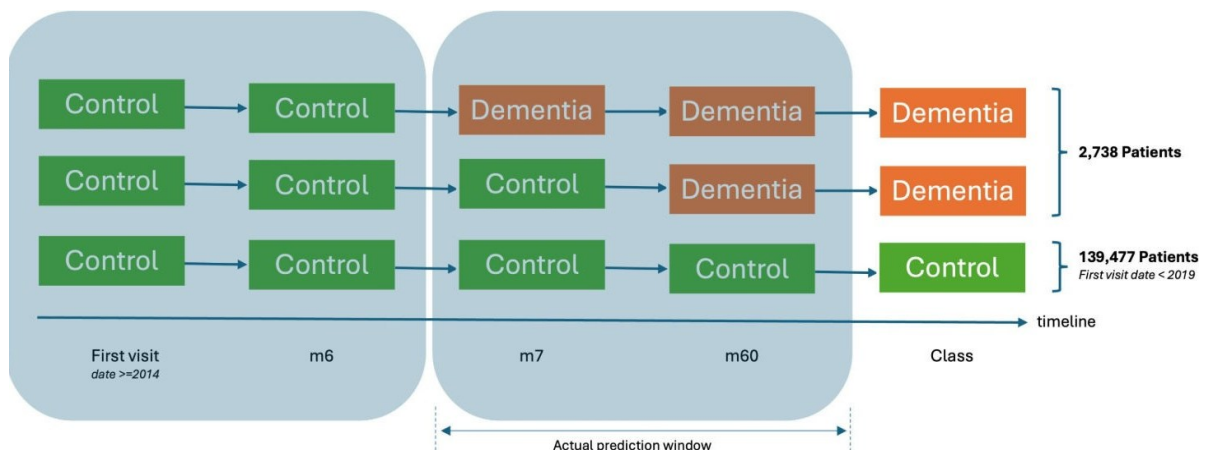 Control Control Dementia Dementia Dementia
2,738 Patients
Control Control Control Dementia Dementia
Control Control Control Control Control
139,477 Patients
First visit date < 2019
timeline
First visit m6 m7 m60 Class
date >=2014
Actual prediction window